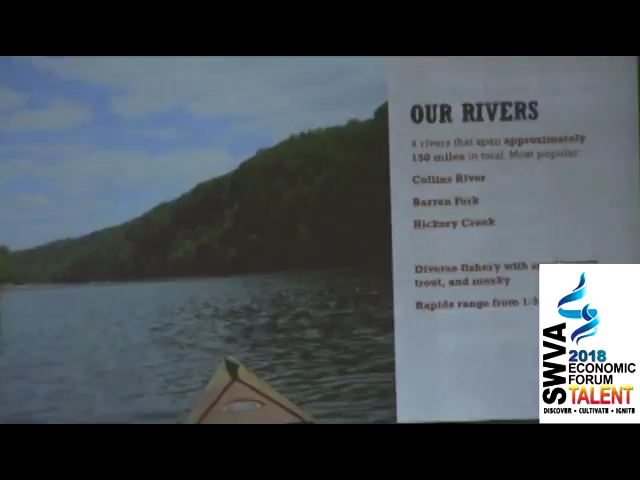 OUR RIVERS
4 rivers that span approximately
150 miles in total. Most popular:
Collins River
Barren Fork
Hickory Creek
Diverse fishery with
trout, and musky
Rapids range from
SWVA
2018
ECONOMIC
FORUM
TALENT
DISCOVER • CULTIVATE • IGNITE